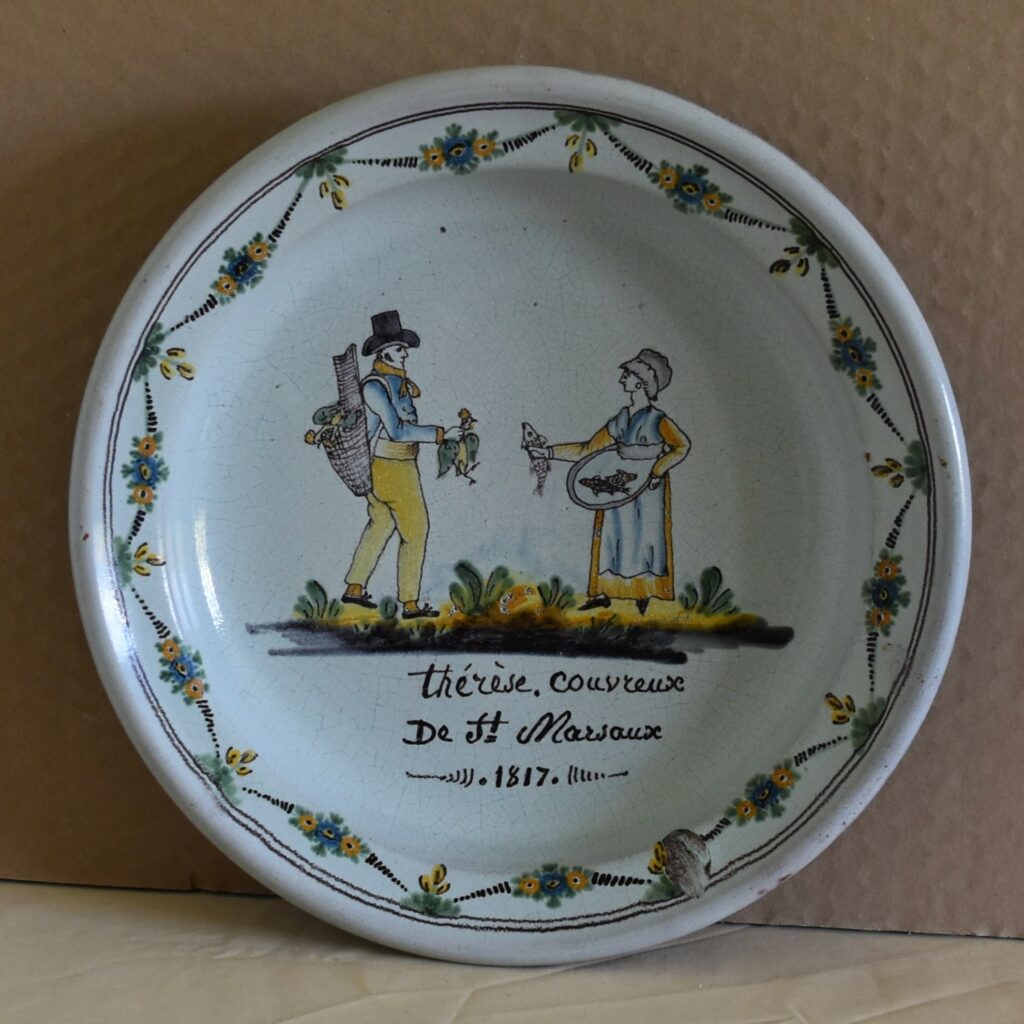 thérèse. couvreux
De St Marsaux
.1817.